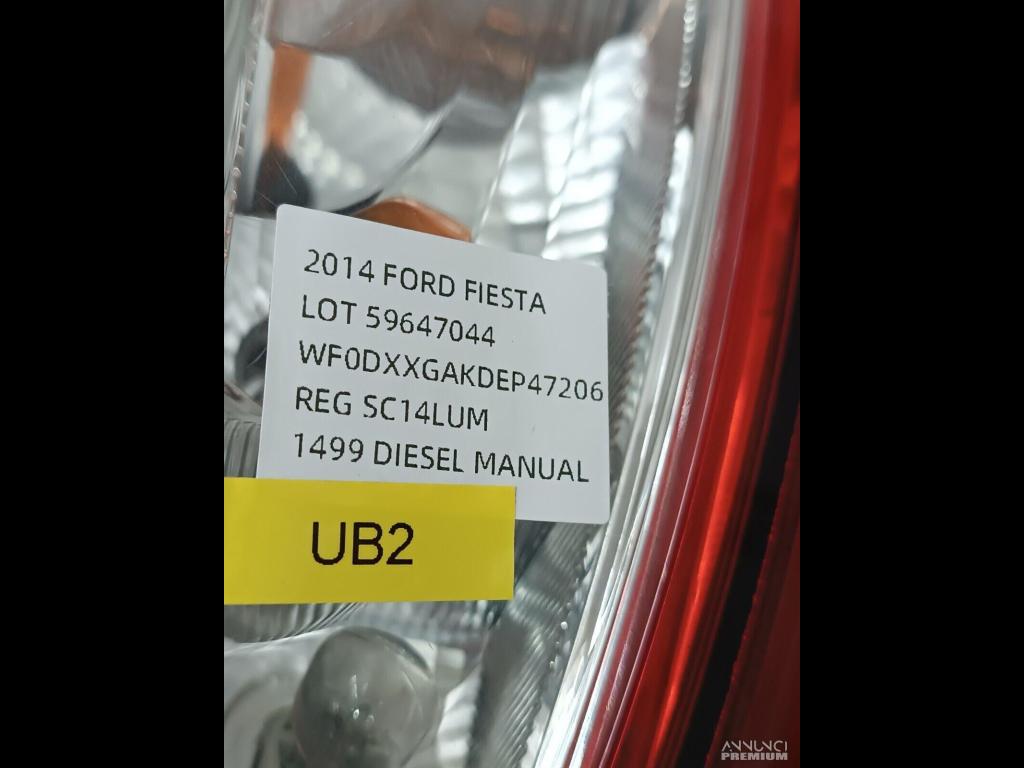 2014 FORD FIESTA
LOT 59647044
WF0DXXGAKDEP47206
REG SC14LUM
1499 DIESEL MANUAL
UB2
ANNUNCI
PREMIUM